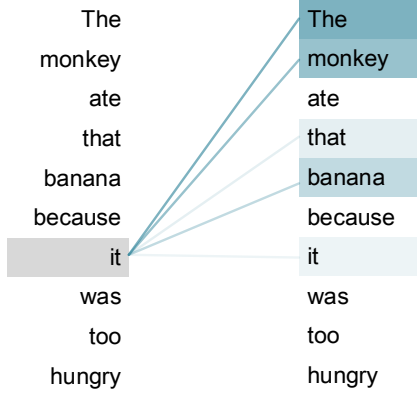 The The
monkey monkey
ate ate
that that
banana banana
because because
it it
was was
too too
hungry hungry